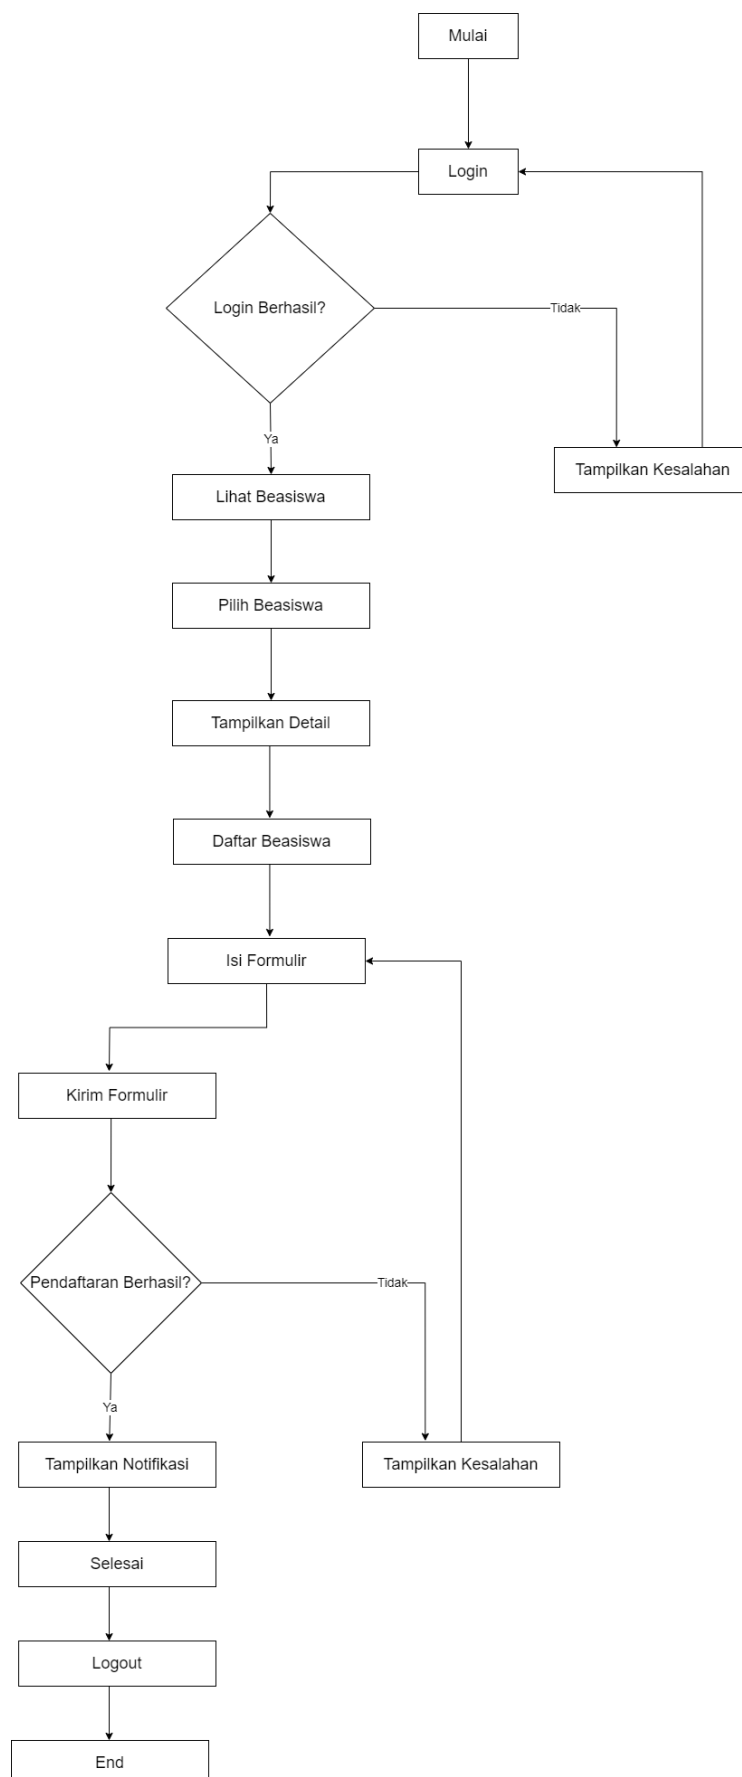 Mulai
Login
Login Berhasil?
Tidak
Ya
Tampilkan Kesalahan
Lihat Beasiswa
Pilih Beasiswa
Tampilkan Detail
Daftar Beasiswa
Isi Formulir
Kirim Formulir
Pendaftaran Berhasil?
Tidak
Ya
Tampilkan Notifikasi
Tampilkan Kesalahan
Selesai
Logout
End